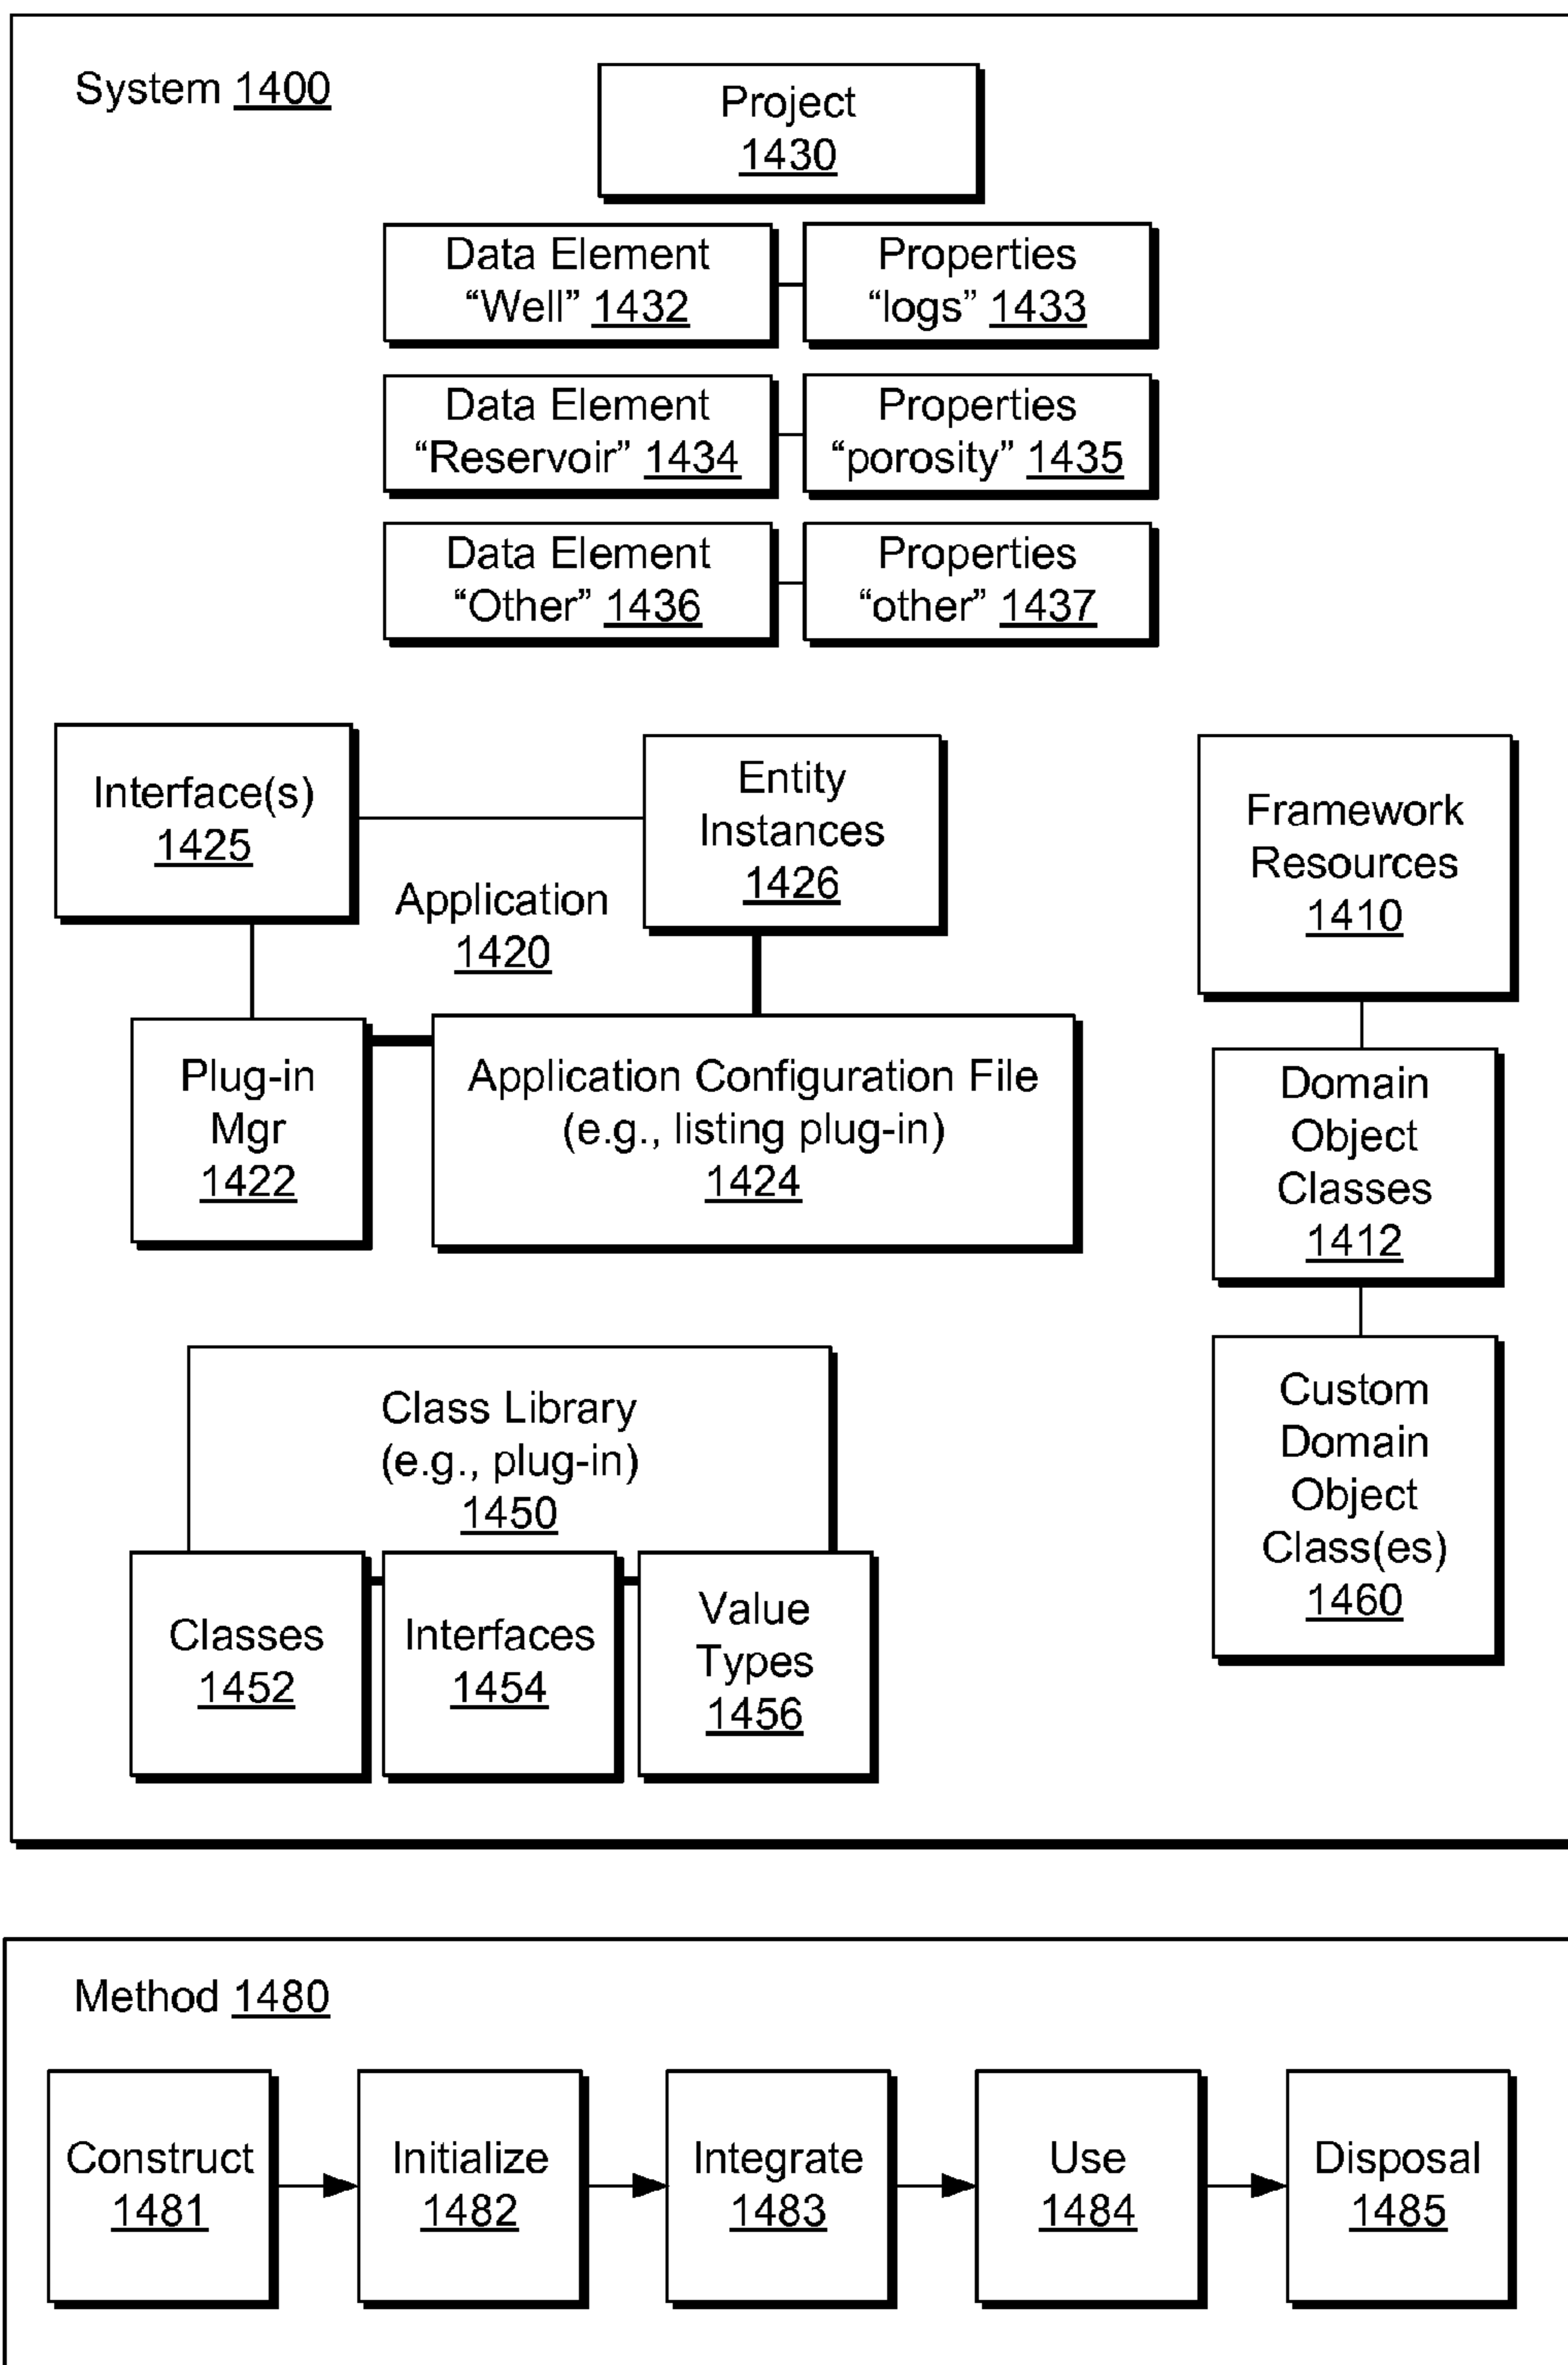 System 1400
Project
1430
Data Element
“Well” 1432
Properties
“logs” 1433
Data Element
“Reservoir” 1434
Properties
“porosity” 1435
Data Element
“Other” 1436
Properties
“other” 1437
Interface(s)
1425
Entity
Instances
1426
Application
1420
Framework
Resources
1410
Plug-in
Mgr
1422
Application Configuration File
(e.g., listing plug-in)
1424
Domain
Object
Classes
1412
Class Library
(e.g., plug-in)
1450
Classes
1452
Interfaces
1454
Value
Types
1456
Custom
Domain
Object
Class(es)
1460
Method 1480
Construct
1481
Initialize
1482
Integrate
1483
Use
1484
Disposal
1485